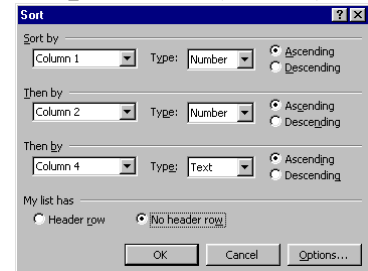 Sort ? X
Sort by
Column 1 Type: Number Ascending
Descending
Then by
Column 2 Type: Number Ascending
Descending
Then by
Column 4 Type: Text Ascending
Descending
My list has
Header row No header row
OK Cancel Options...